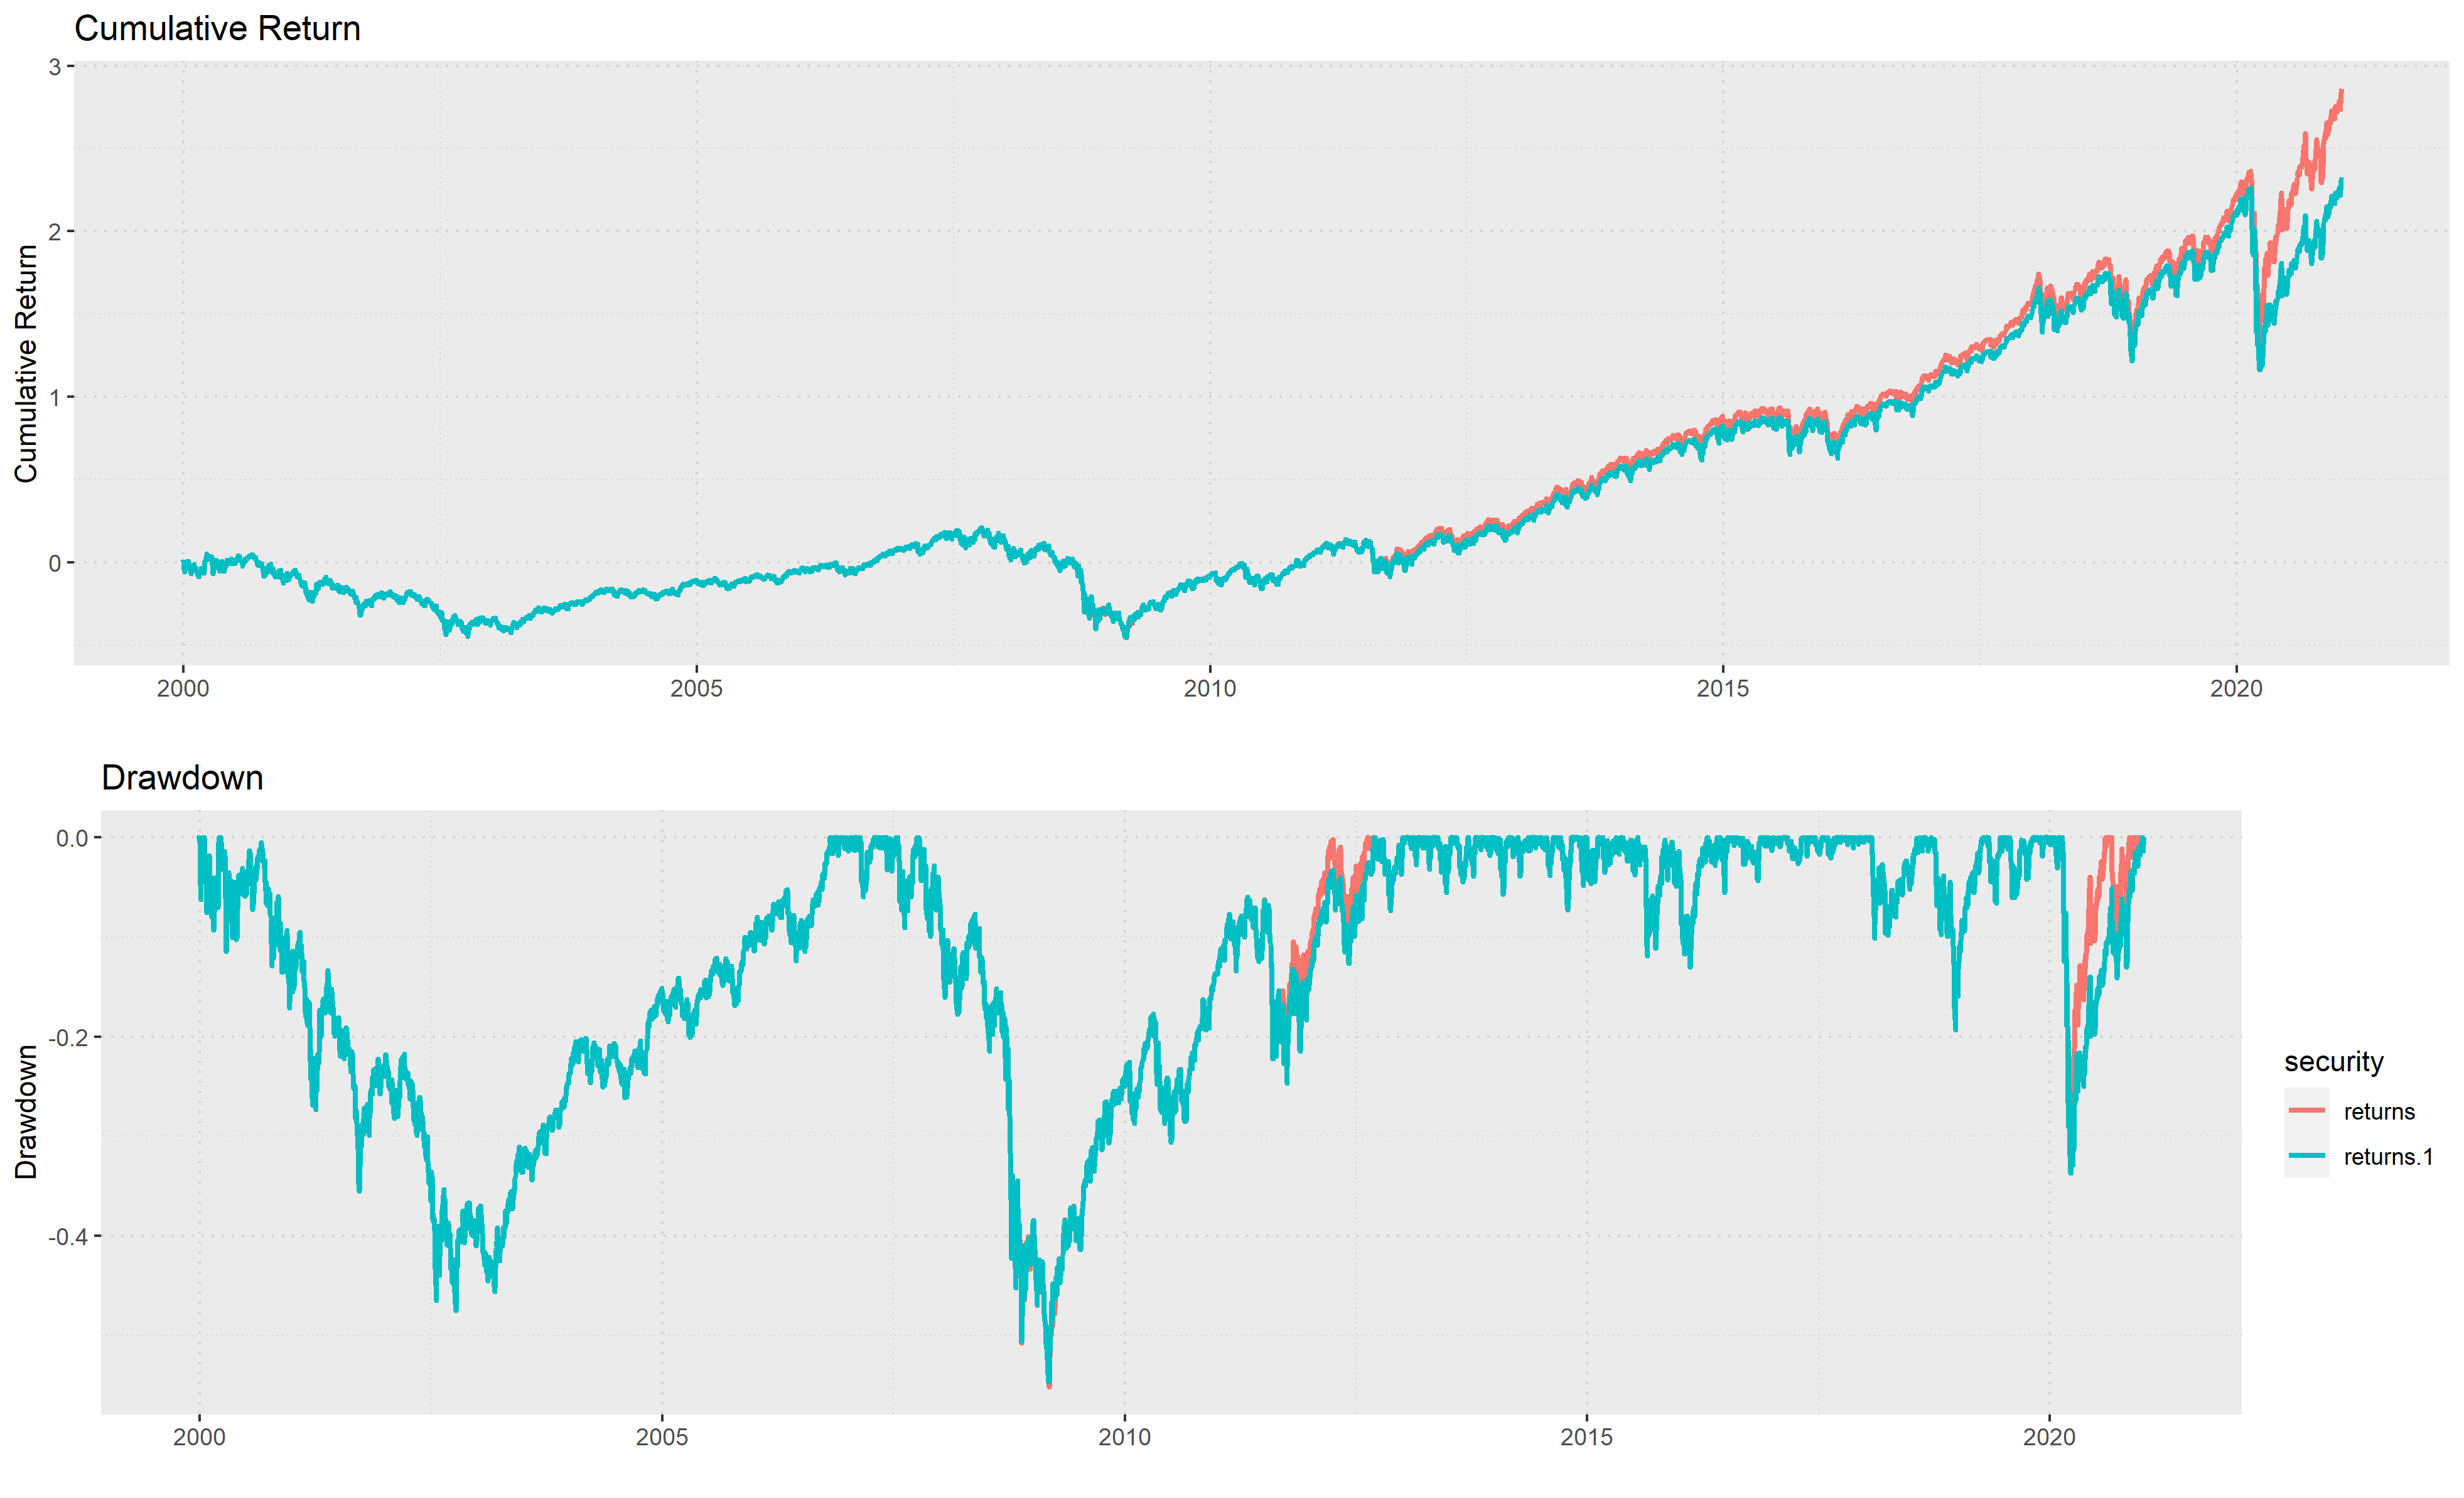 Cumulative Return
Cumulative Return
3
2
1
0
2000 2005 2010 2015 2020
Drawdown
Drawdown
0.0
-0.2
-0.4
2000 2005 2010 2015 2020
security
returns
returns.1